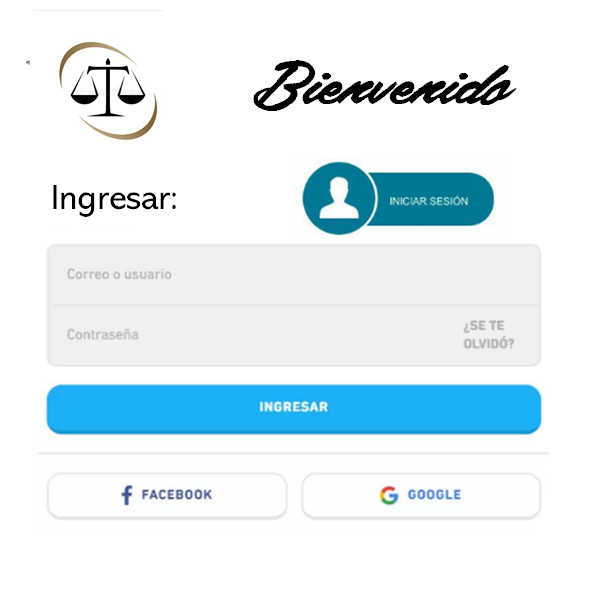 Bienvenido
Ingresar:
INICIAR SESIÓN
Correo o usuario
Contraseña
¿SE TE
OLVIDÓ?
INGRESAR
FACEBOOK
GOOGLE